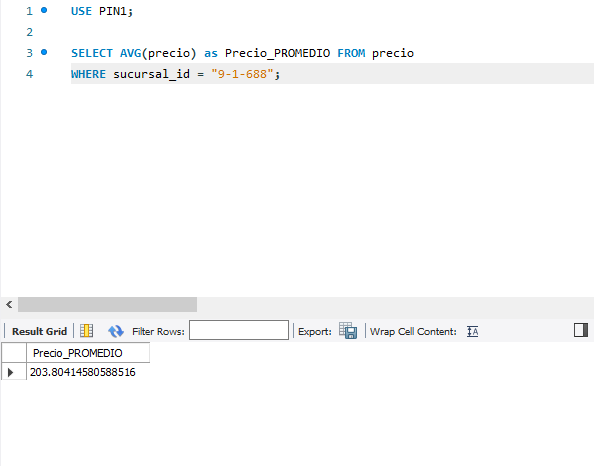 1 USE PIN1;
2
3 SELECT AVG(precio) as Precio_PROMEDIO FROM precio
4 WHERE sucursal_id = "9-1-688";
Result Grid Filter Rows: Export: Wrap Cell Content: IA
Precio_PROMEDIO
203.80414580588516